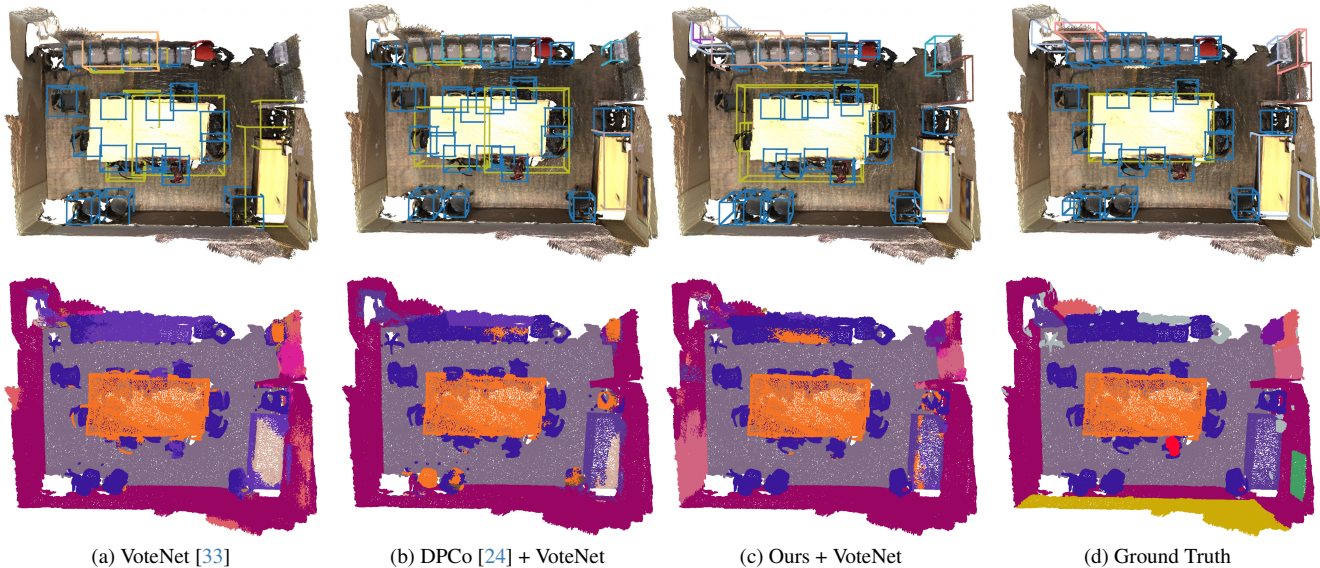 (a) VoteNet [33]
(b) DPCo [24] + VoteNet
(c) Ours + VoteNet
(d) Ground Truth